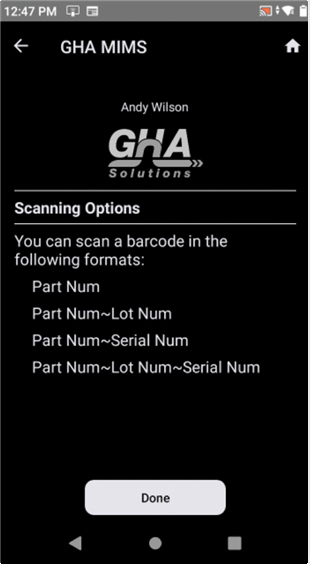 12:47 PM
GHA MIMS
Andy Wilson
GHA
Solutions
Scanning Options
You can scan a barcode in the
following formats:
Part Num
Part Num~Lot Num
Part Num~Serial Num
Part Num~Lot Num~Serial Num
Done